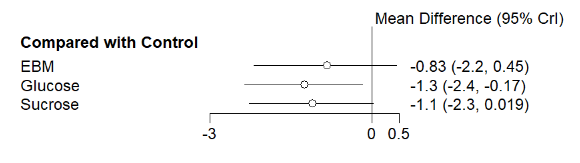 Mean Difference (95% CrI)
Compared with Control
EBM -0.83 (-2.2, 0.45)
Glucose -1.3 (-2.4, -0.17)
Sucrose -1.1 (-2.3, 0.019)
-3 0 0.5